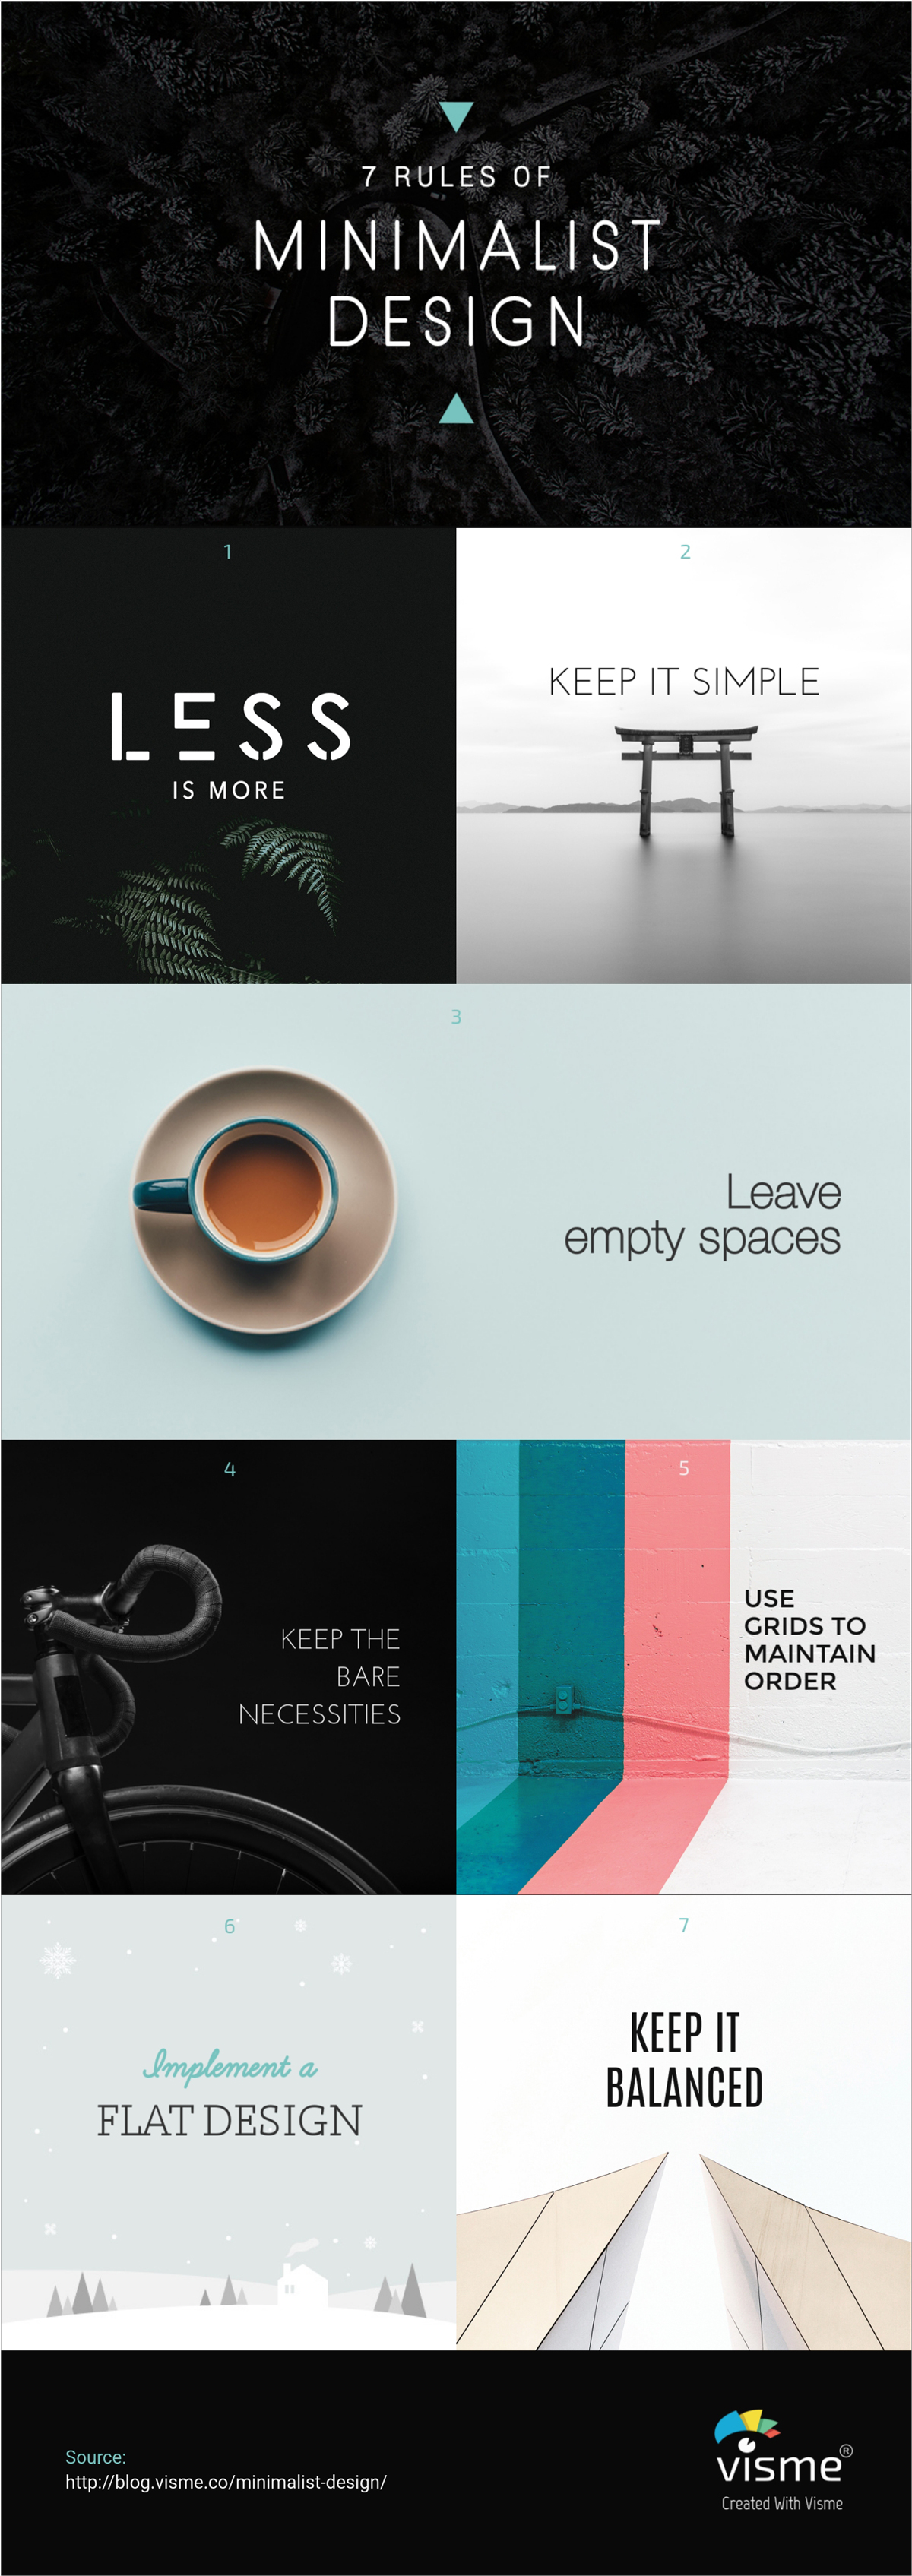 7 RULES OF
MINIMALIST
DESIGN
1
LESS
IS MORE
2
KEEP IT SIMPLE
3
Leave
empty spaces
4
KEEP THE
BARE
NECESSITIES
5
USE
GRIDS TO
MAINTAIN
ORDER
6
Implement a
FLAT DESIGN
7
KEEP IT
BALANCED
Source:
http://blog.visme.co/minimalist-design/
visme®
Created With Visme